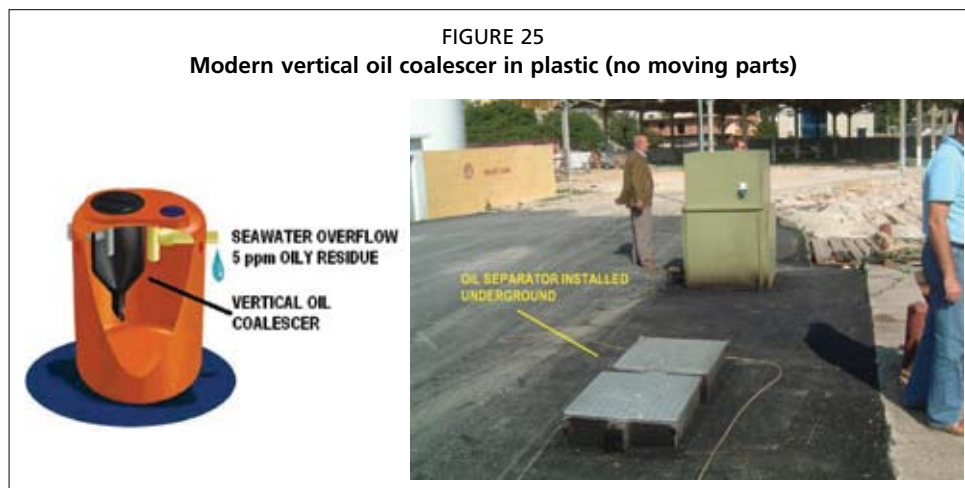 FIGURE 25
Modern vertical oil coalescer in plastic (no moving parts)
SEAWATER OVERFLOW
5 ppm OILY RESIDUE
VERTICAL OIL
COALESCER
OIL SEPARATOR INSTALLED
UNDERGROUND